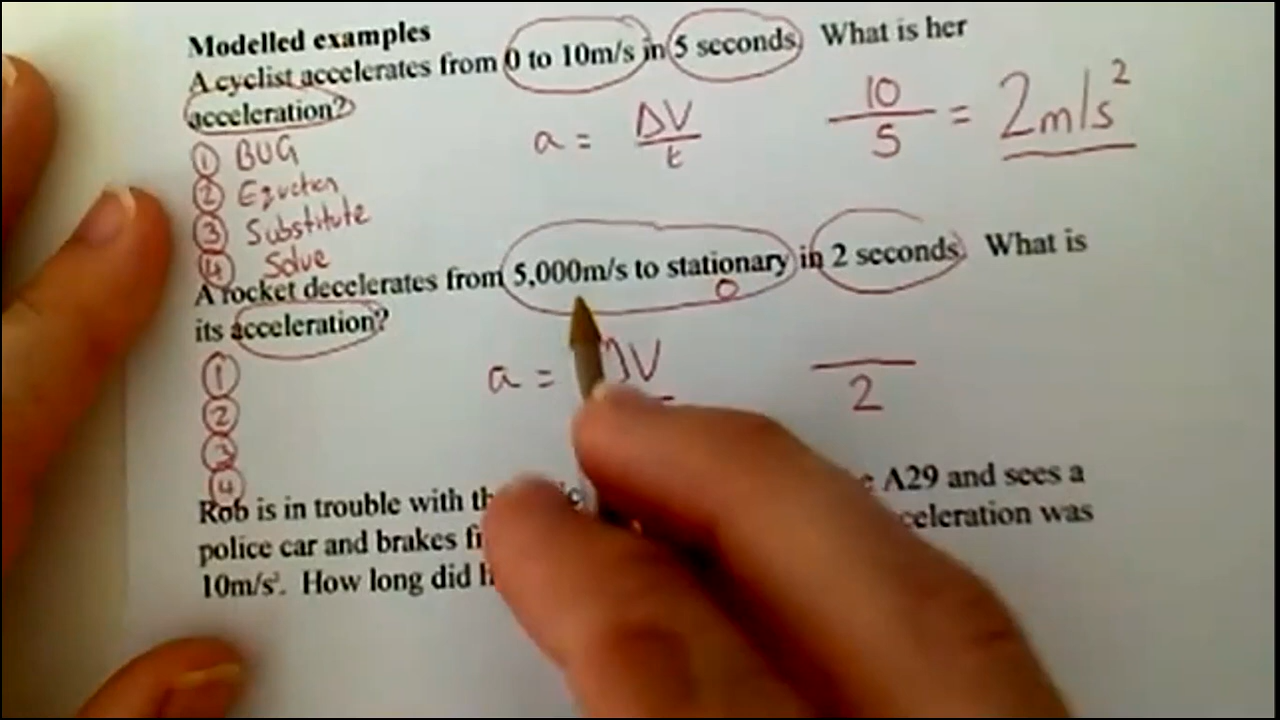 Modelled examples
A cyclist accelerates from 0 to 10m/s in 5 seconds. What is her
acceleration?
a = ΔV/t
10/5 = 2m/s²
① BUG
② Equation
③ Substitute
④ Solve
A rocket decelerates from 5,000m/s to stationary in 2 seconds. What is
0
its acceleration?
a = V
2
①
②
③
④
Rob is in trouble with A29 and sees a
police car and brakes was
10m/s². How long did